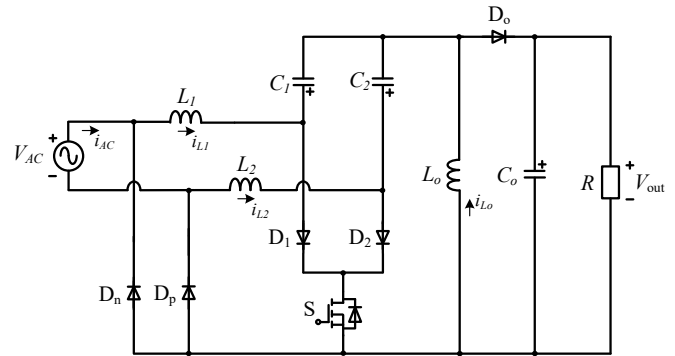 D_o
C_1
C_2
+
+
L_1
+
i_AC
i_L1
V_AC
L_2
L_o
C_o
+
R
+
V_out
−
−
i_L2
i_Lo
D_1
D_2
D_n
D_p
S